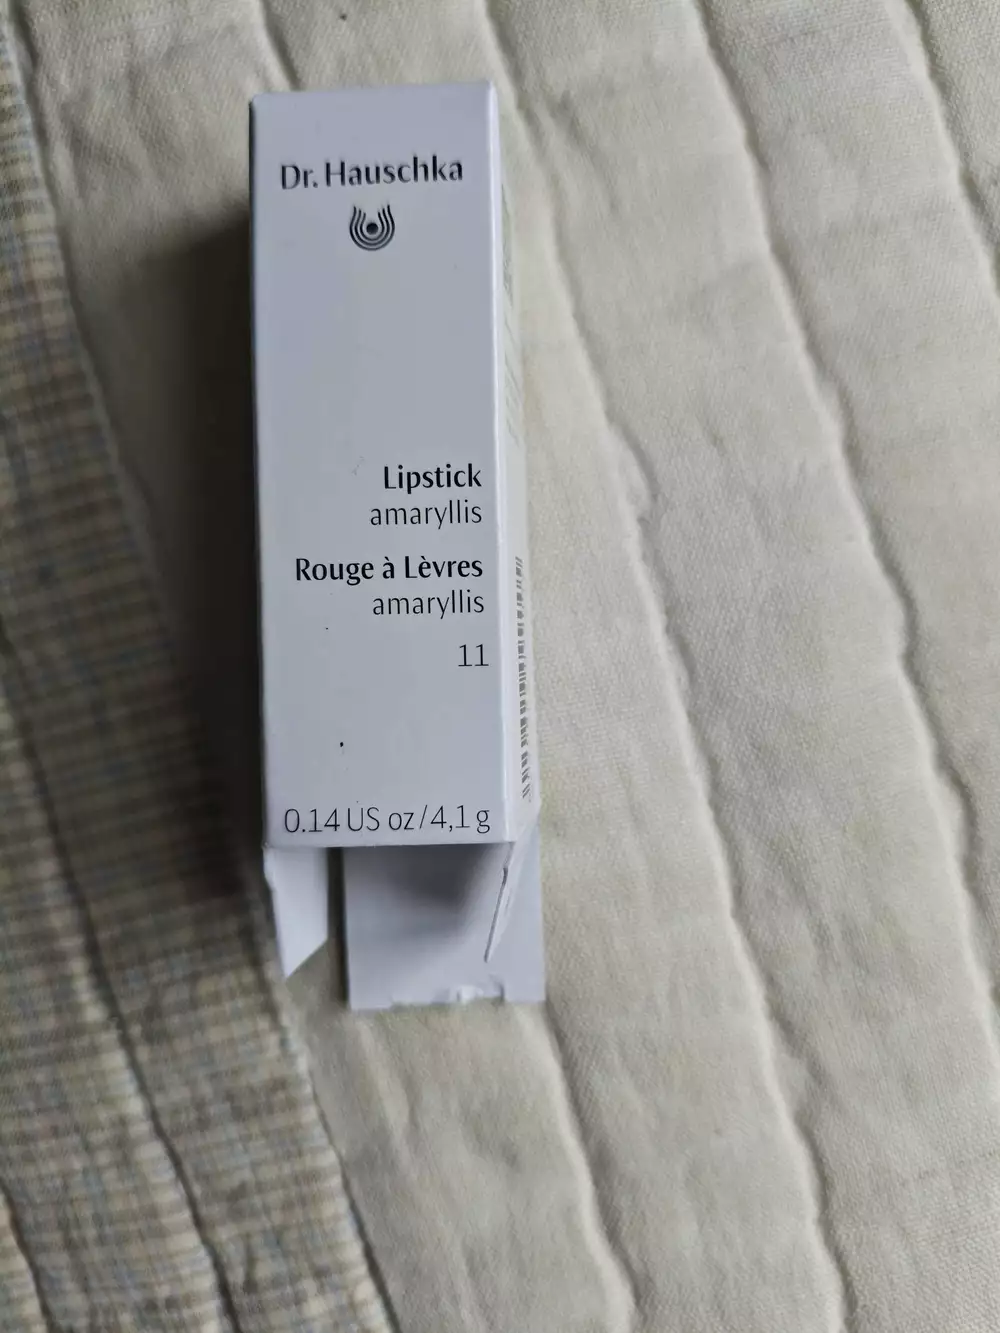 Dr. Hauschka
Lipstick
amaryllis
Rouge à Lèvres
amaryllis
11
0.14 US oz/4,1 g